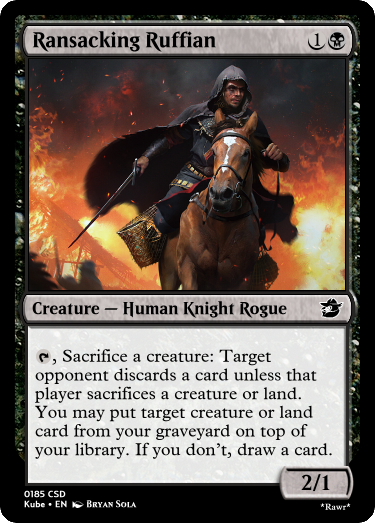 Ransacking Ruffian 1
Creature — Human Knight Rogue
, Sacrifice a creature: Target
opponent discards a card unless that
player sacrifices a creature or land.
You may put target creature or land
card from your graveyard on top of
your library. If you don't, draw a card.
2/1
0185 CSD
Kube • EN Bryan Sola
*Rawr*